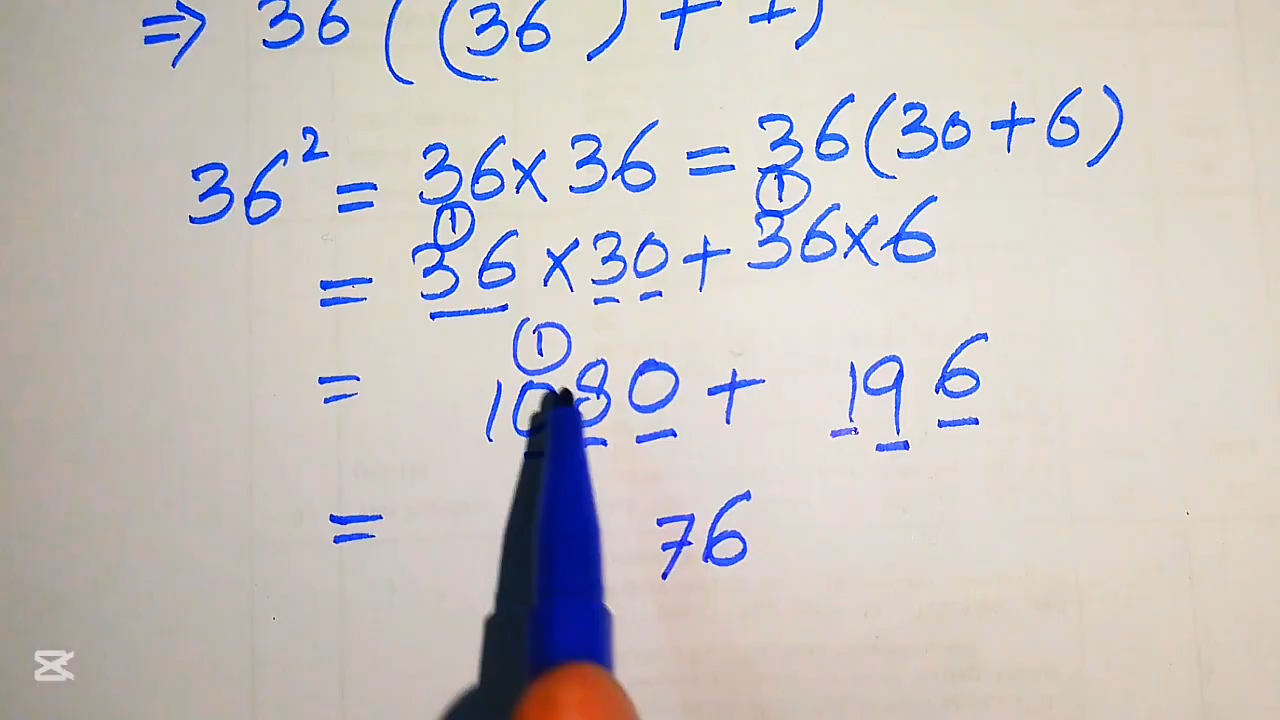 ⇒ 36 ( (36 ) + 1)
36² = 36 × 36 = 36(30 + 6)
① ①
= 36 × 30 + 36 × 6
①
= 1080 + 196
= 76